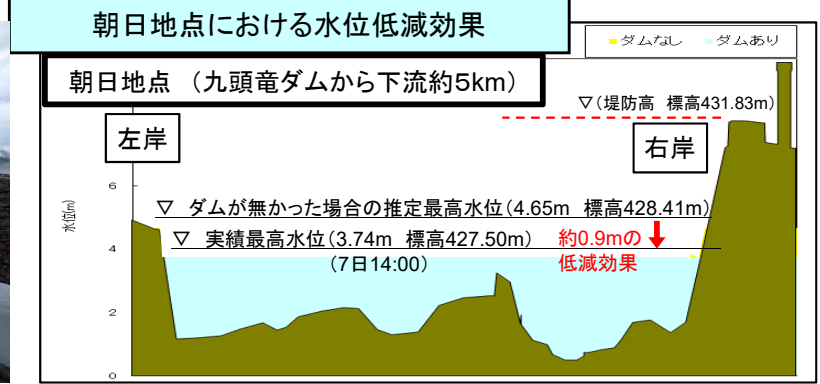 朝日地点における水位低減効果
ダムなし ダムあり
朝日地点 (九頭竜ダムから下流約5km)
▽(堤防高 標高431.83m)
左岸
右岸
水位(m)
6
▽ ダムが無かった場合の推定最高水位(4.65m 標高428.41m)
4
▽ 実績最高水位(3.74m 標高427.50m)
(7日14:00)
約0.9mの
低減効果
2
0